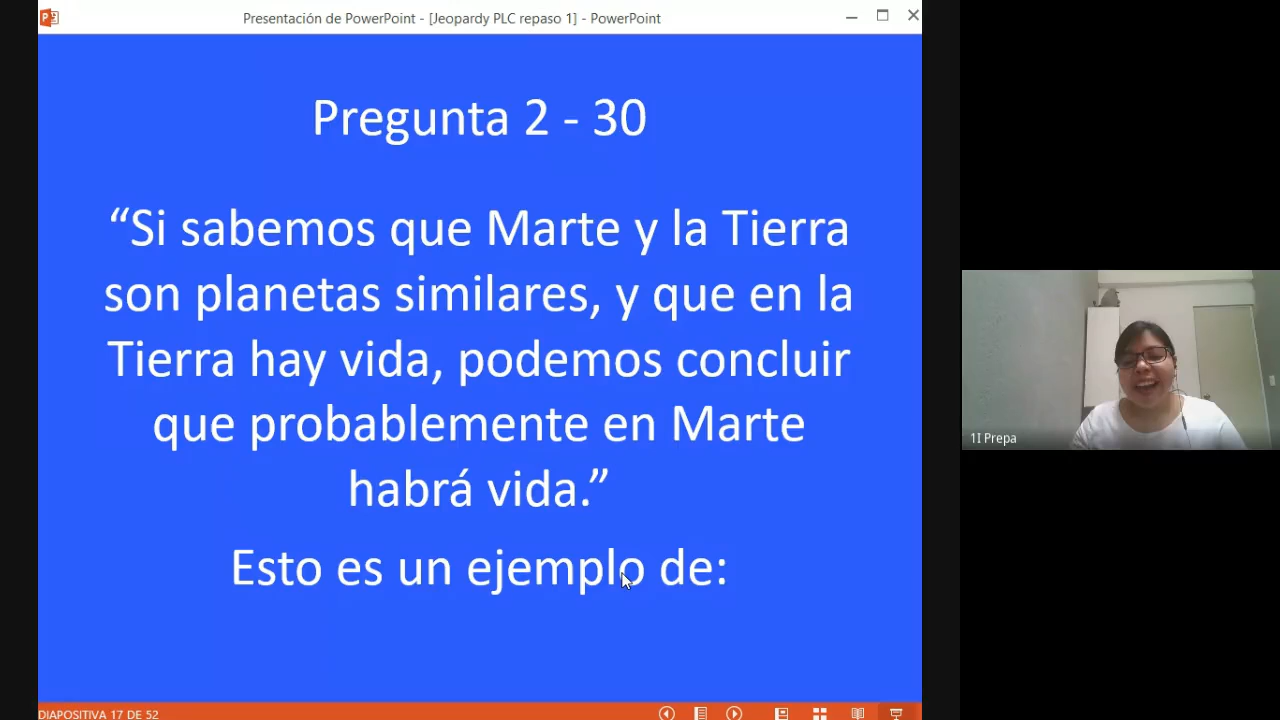 Presentación de PowerPoint - [Jeopardy PLC repaso 1] - PowerPoint
Pregunta 2 - 30
“Si sabemos que Marte y la Tierra
son planetas similares, y que en la
Tierra hay vida, podemos concluir
que probablemente en Marte
habrá vida.”
Esto es un ejemplo de:
1I Prepa
DIAPOSITIVA 17 DE 52